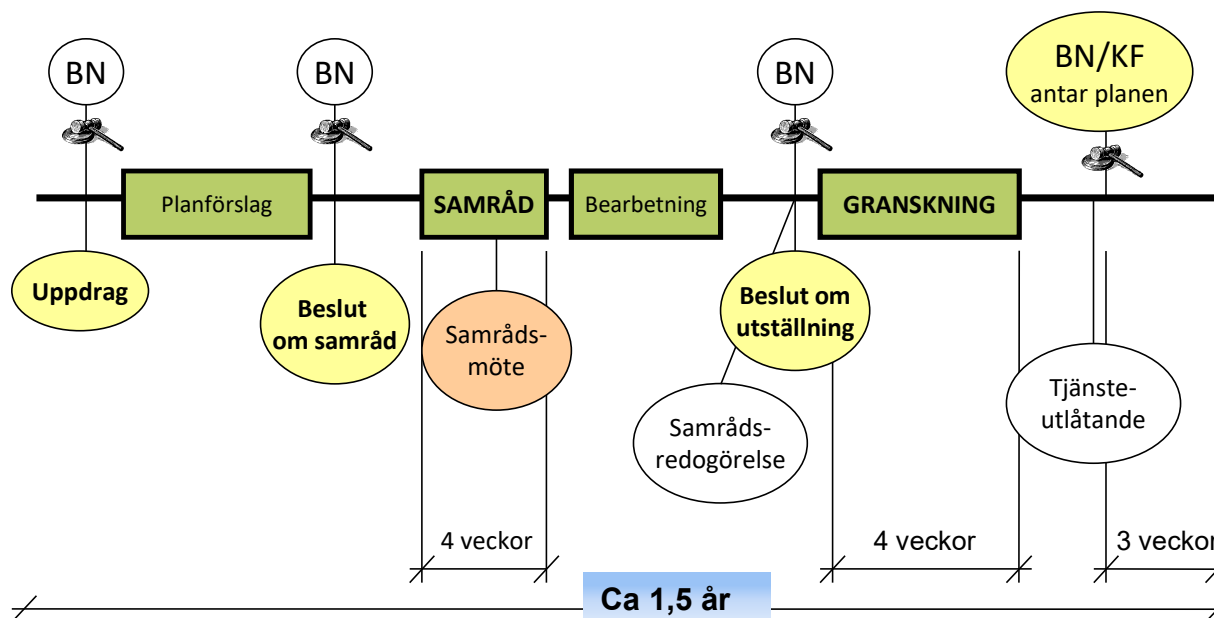 BN
BN
BN
BN/KF
antar planen
Planförslag
SAMRÅD
Bearbetning
GRANSKNING
Uppdrag
Beslut
om samråd
Samråds-
möte
Beslut om
utställning
Samråds-
redogörelse
Tjänste-
utlåtande
4 veckor
4 veckor
3 veckor
Ca 1,5 år